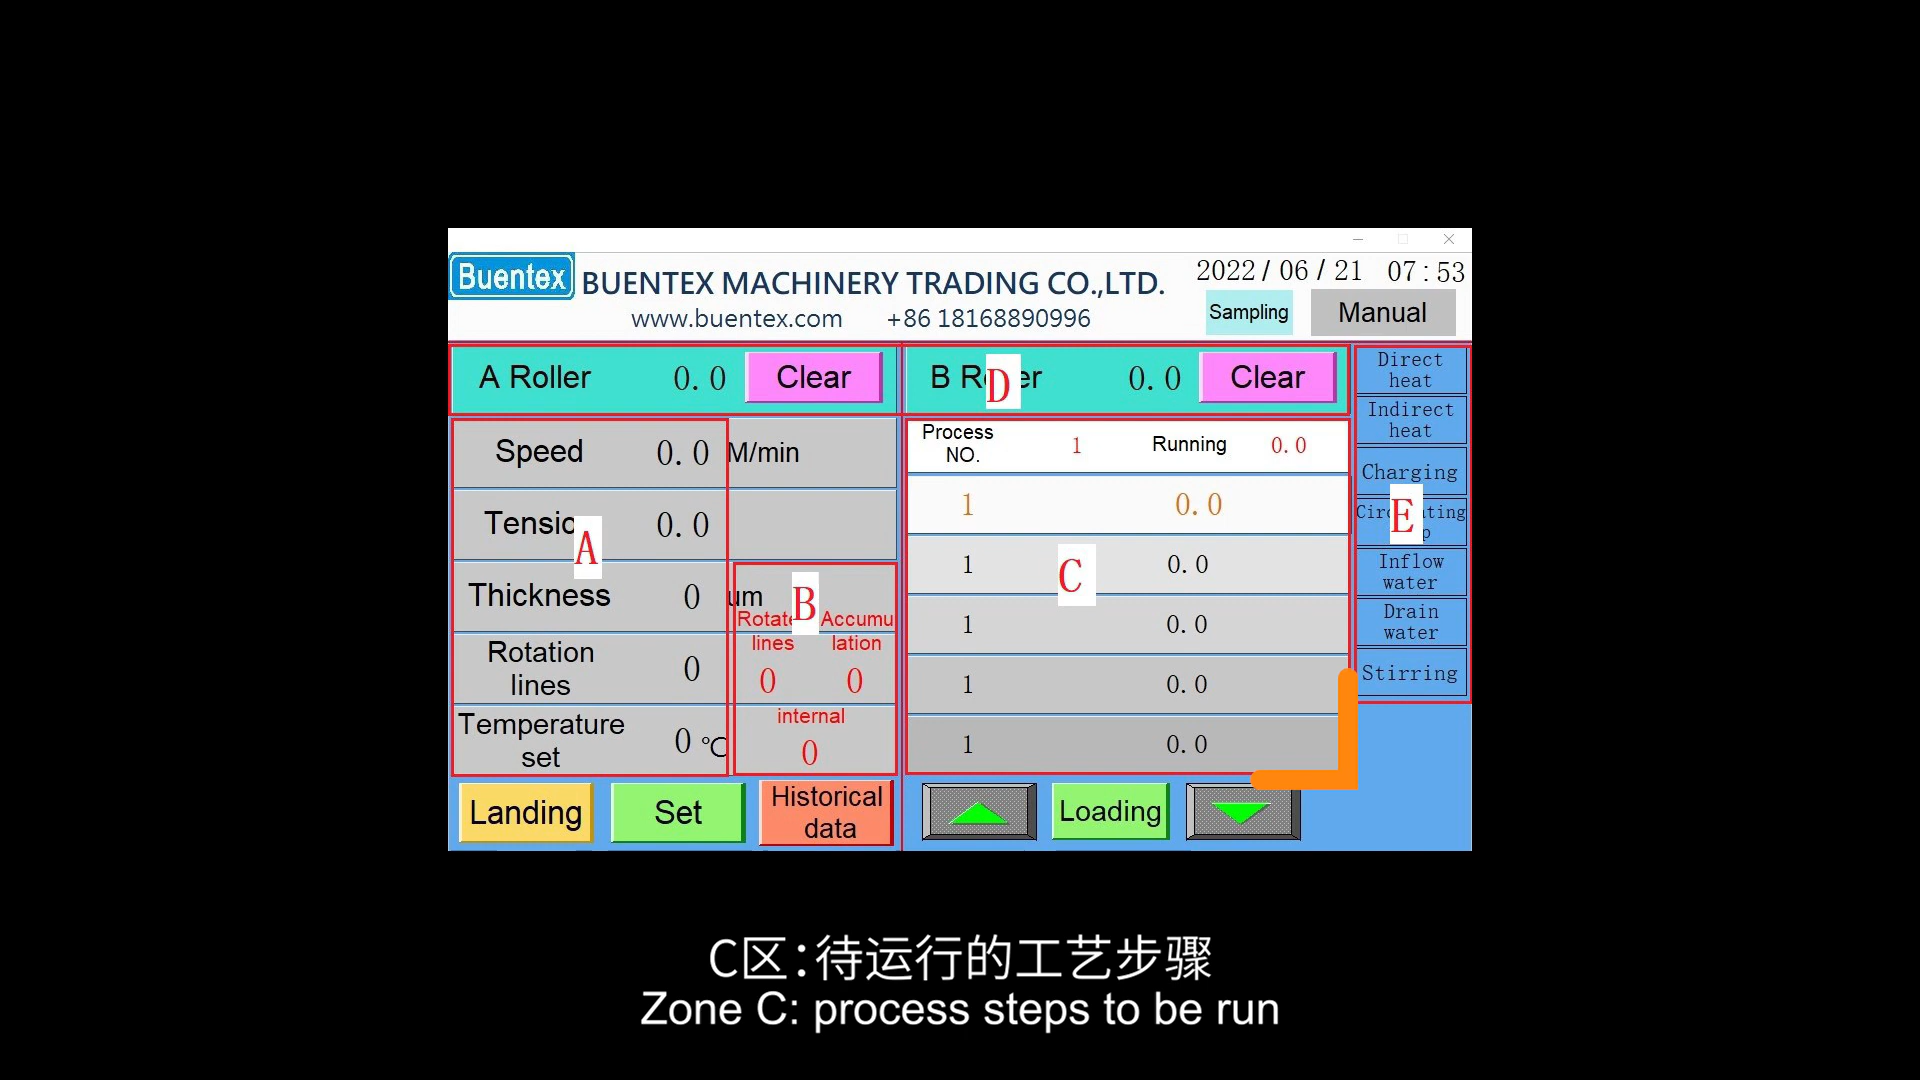 Buentex
BUENTEX MACHINERY TRADING CO.,LTD.
www.buentex.com +86 18168890996
2022/06/21 07:53
Sampling
Manual
A Roller 0.0 Clear
B R er 0.0 Clear
D
Speed 0.0 M/min
Tensio 0.0
A
Thickness 0 um
Rotation
lines
0
Temperature
set
0 ℃
B
Rotate
lines
0
Accumu
lation
0
internal
0
Process
NO.
1
Running
0.0
1 0.0
1 0.0
C
1 0.0
1 0.0
1 0.0
Direct
heat
Indirect
heat
Charging
E
Inflow
water
Drain
water
Stirring
Landing
Set
Historical
data
Loading
C区:待运行的工艺步骤
Zone C: process steps to be run